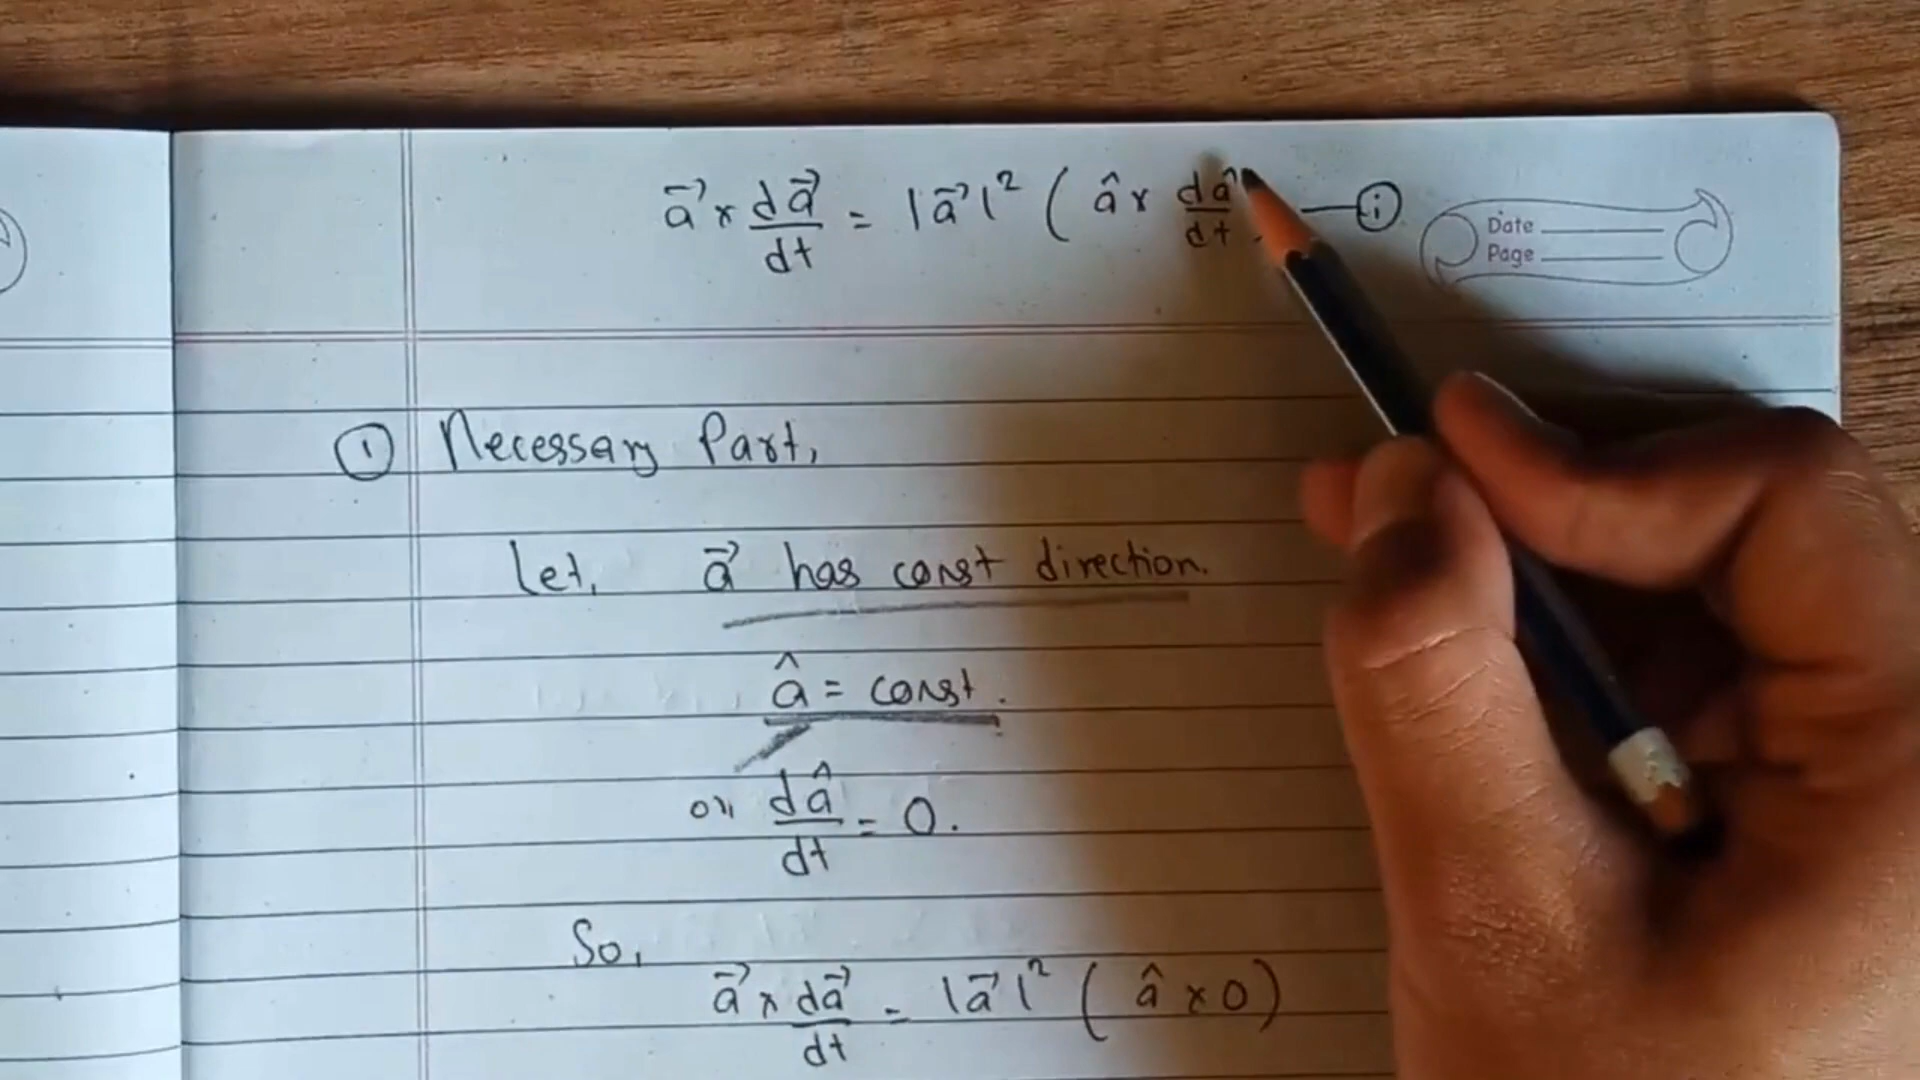 a⃗ × da⃗/dt = |a⃗|² ( â × dâ/dt — (i)
Date
Page
(1) Necessary Part,
Let, a⃗ has const direction.
â = const.
or, dâ/dt = 0.
So,
a⃗ × da⃗/dt = |a⃗|² ( â × 0 )